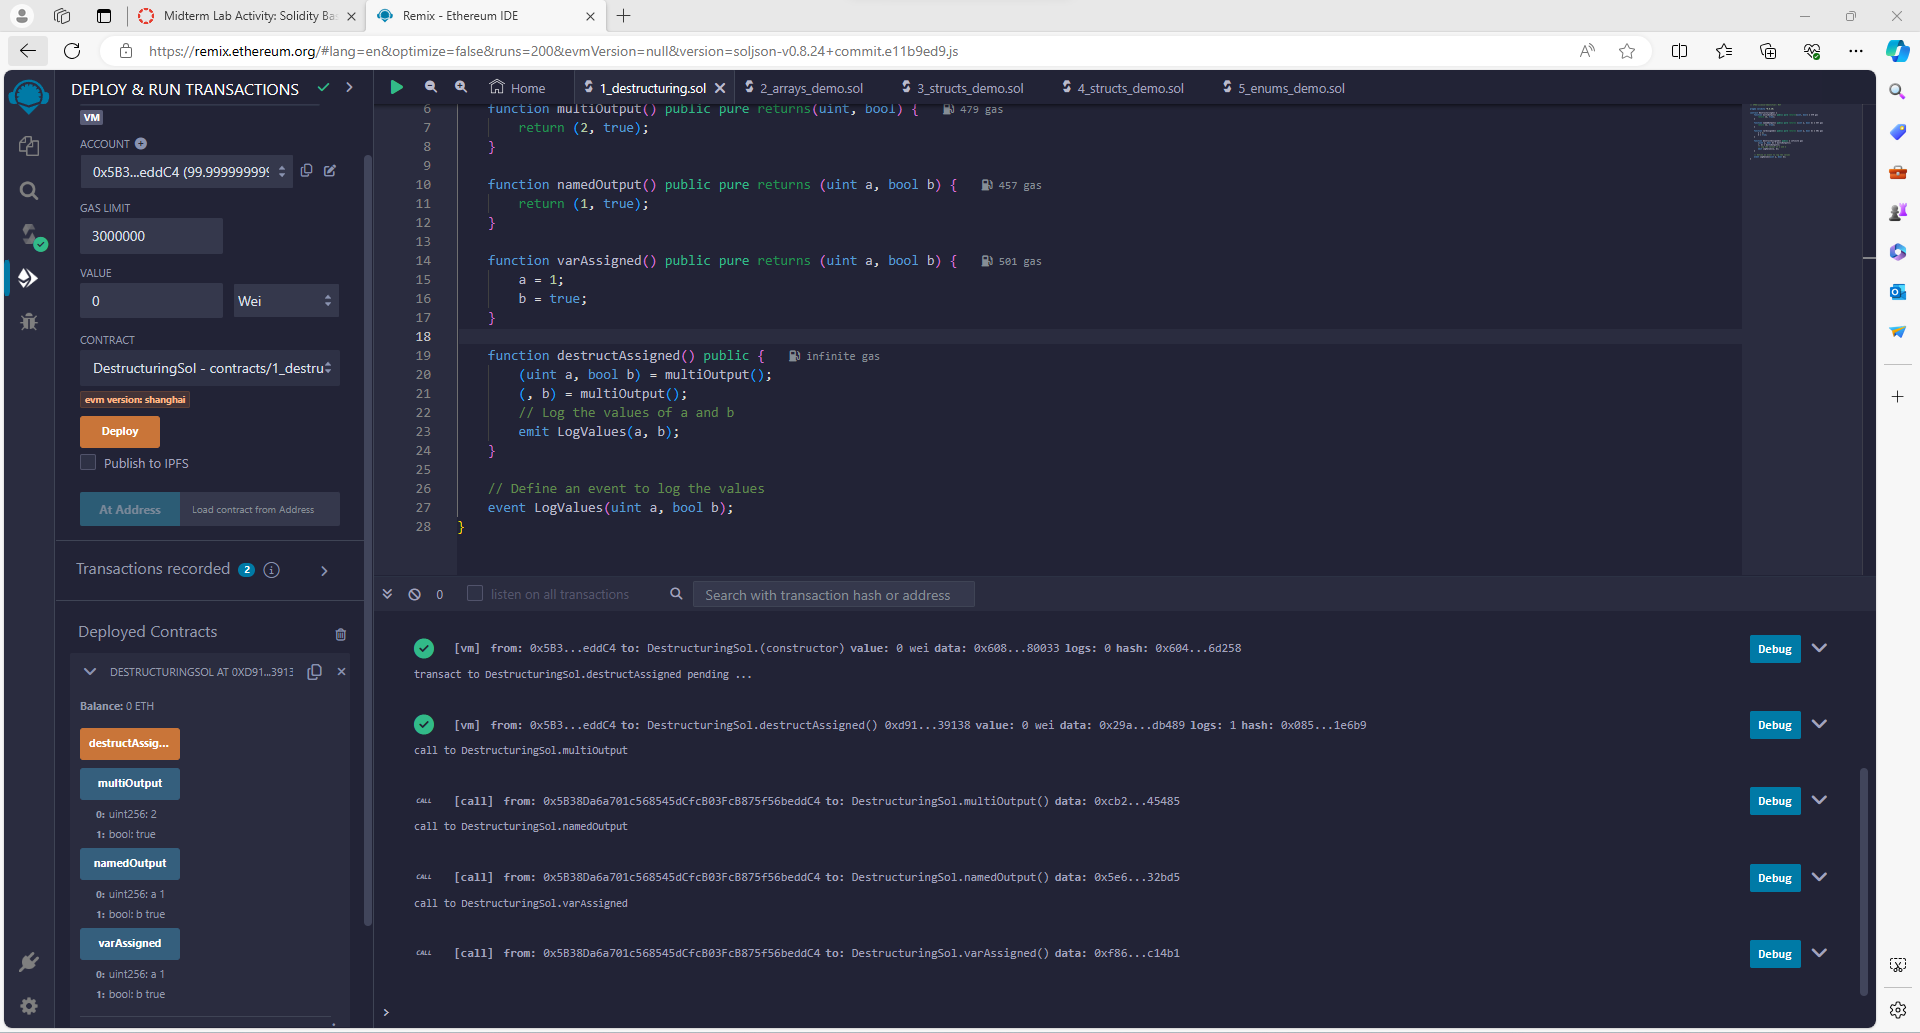 Midterm Lab Activity: Solidity Ba
Remix - Ethereum IDE
https://remix.ethereum.org/#lang=en&optimize=false&runs=200&evmVersion=null&version=soljson-v0.8.24+commit.e11b9ed9.js
DEPLOY & RUN TRANSACTIONS
VM
ACCOUNT
0x5B3...eddC4 (99.9999999999
GAS LIMIT
3000000
VALUE
0
Wei
CONTRACT
DestructuringSol - contracts/1_destru
evm version: shanghai
Deploy
Publish to IPFS
At Address
Load contract from Address
Transactions recorded 2
Deployed Contracts
DESTRUCTURINGSOL AT 0XD91...3913
Balance: 0 ETH
destructAssig...
multiOutput
0: uint256: 2
1: bool: true
namedOutput
0: uint256: a 1
1: bool: b true
varAssigned
0: uint256: a 1
1: bool: b true
Home
1_destructuring.sol
2_arrays_demo.sol
3_structs_demo.sol
4_structs_demo.sol
5_enums_demo.sol
6 function multiOutput() public pure returns(uint, bool) { 479 gas
7 return (2, true);
8 }
9
10 function namedOutput() public pure returns (uint a, bool b) { 457 gas
11 return (1, true);
12 }
13
14 function varAssigned() public pure returns (uint a, bool b) { 501 gas
15 a = 1;
16 b = true;
17 }
18
19 function destructAssigned() public { infinite gas
20 (uint a, bool b) = multiOutput();
21 (, b) = multiOutput();
22 // Log the values of a and b
23 emit LogValues(a, b);
24 }
25
26 // Define an event to log the values
27 event LogValues(uint a, bool b);
28 }
0
listen on all transactions
Search with transaction hash or address
[vm] from: 0x5B3...eddC4 to: DestructuringSol.(constructor) value: 0 wei data: 0x608...80033 logs: 0 hash: 0x604...6d258
Debug
transact to DestructuringSol.destructAssigned pending ...
[vm] from: 0x5B3...eddC4 to: DestructuringSol.destructAssigned() 0xd91...39138 value: 0 wei data: 0x29a...db489 logs: 1 hash: 0x085...1e6b9
Debug
call to DestructuringSol.multiOutput
CALL [call] from: 0x5B38Da6a701c568545dCfcB03FcB875f56beddC4 to: DestructuringSol.multiOutput() data: 0xcb2...45485
Debug
call to DestructuringSol.namedOutput
CALL [call] from: 0x5B38Da6a701c568545dCfcB03FcB875f56beddC4 to: DestructuringSol.namedOutput() data: 0x5e6...32bd5
Debug
call to DestructuringSol.varAssigned
CALL [call] from: 0x5B38Da6a701c568545dCfcB03FcB875f56beddC4 to: DestructuringSol.varAssigned() data: 0xf86...c14b1
Debug
>